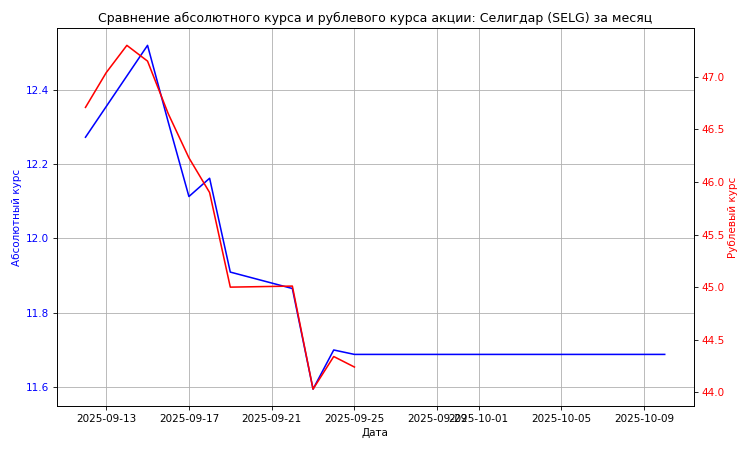 Сравнение абсолютного курса и рублевого курса акции: Селигдар (SELG) за месяц
Абсолютный курс
12.4
12.2
12.0
11.8
11.6
47.0
46.5
46.0
45.5
45.0
44.5
44.0
Рублевый курс
2025-09-13 2025-09-17 2025-09-21 2025-09-25 2025-09-29 2025-10-01 2025-10-05 2025-10-09
Дата